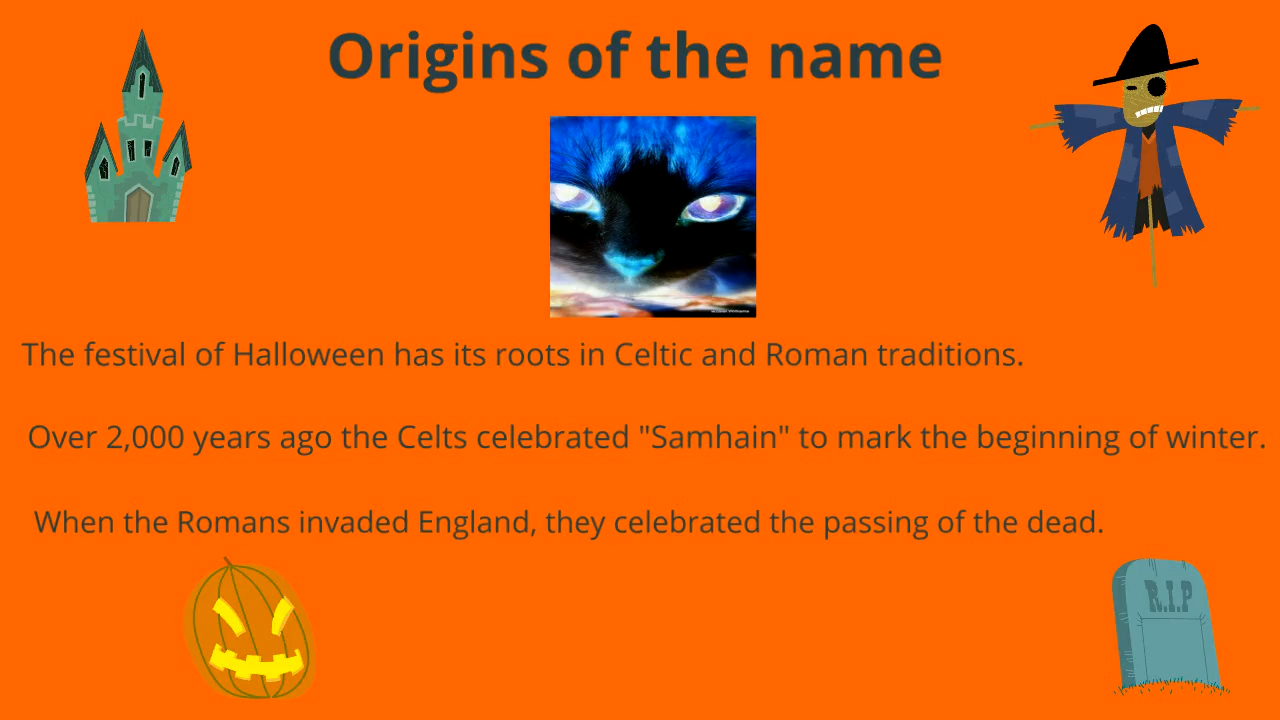 Origins of the name
The festival of Halloween has its roots in Celtic and Roman traditions.
Over 2,000 years ago the Celts celebrated "Samhain" to mark the beginning of winter.
When the Romans invaded England, they celebrated the passing of the dead.
R.I.P